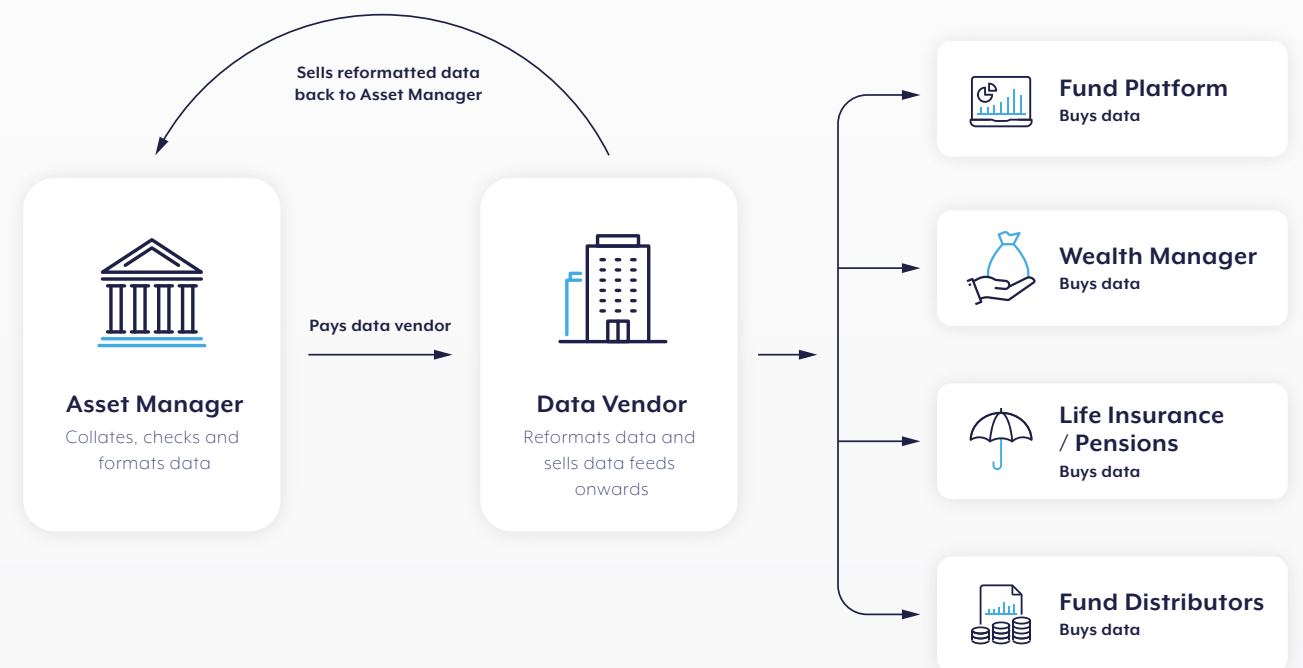 Sells reformatted data
back to Asset Manager
Pays data vendor
Asset Manager
Collates, checks and
formats data
Data Vendor
Reformats data and
sells data feeds
onwards
Fund Platform
Buys data
Wealth Manager
Buys data
Life Insurance
/ Pensions
Buys data
Fund Distributors
Buys data